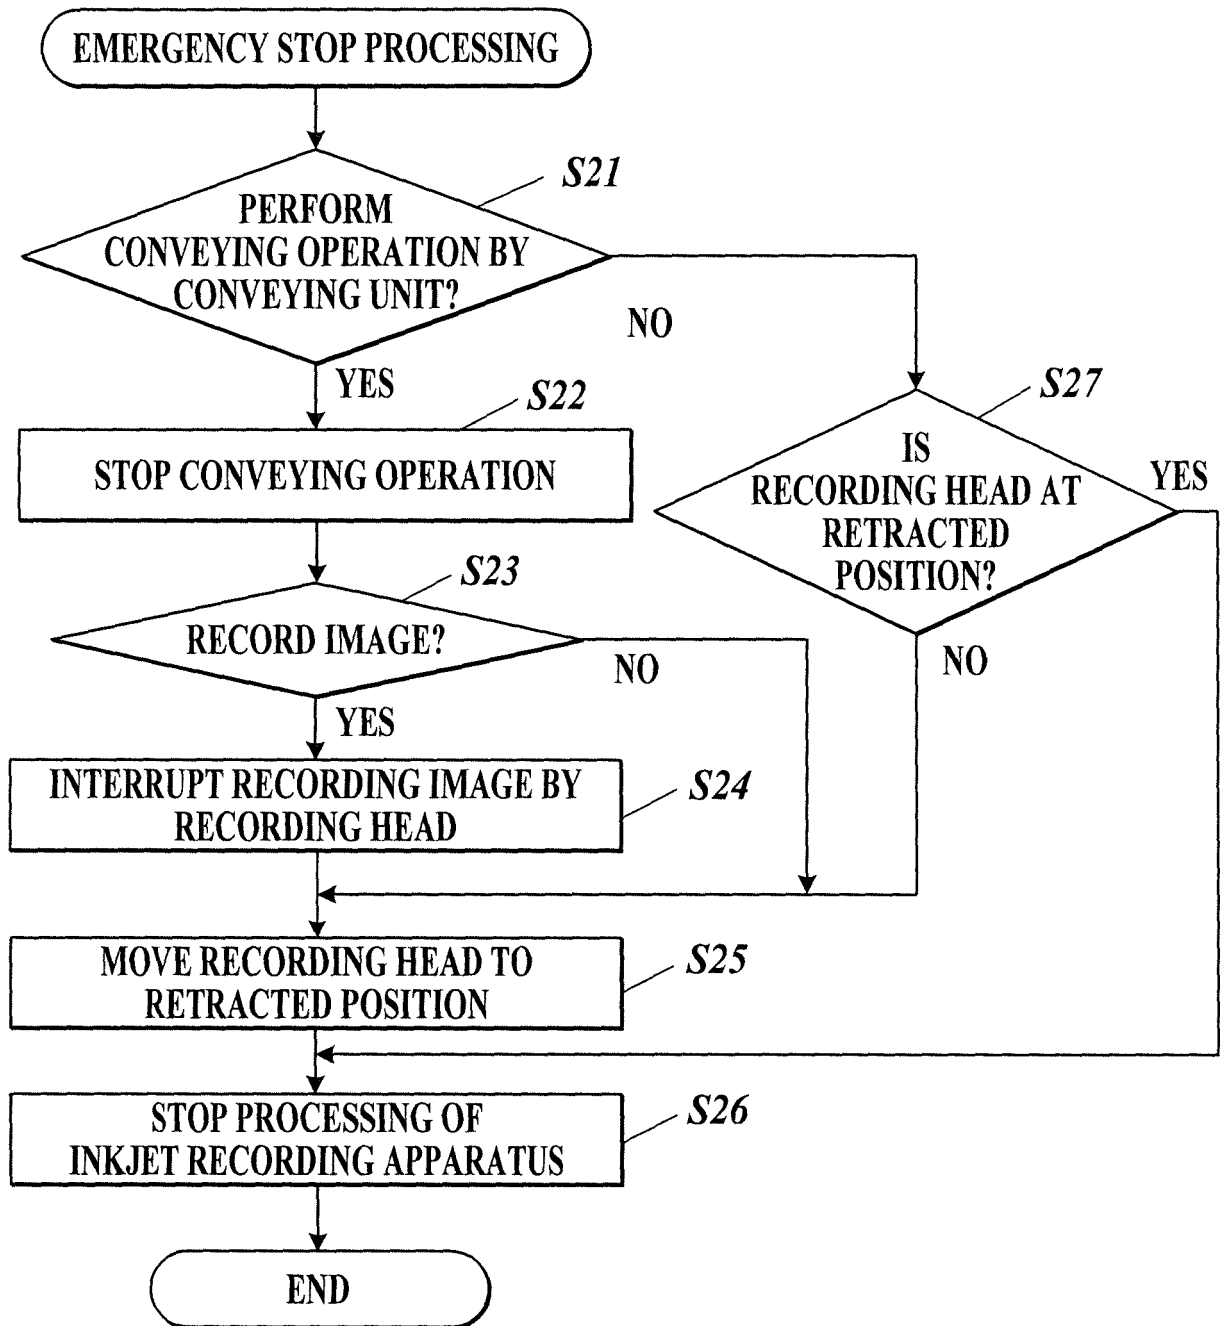 EMERGENCY STOP PROCESSING
S21
PERFORM
CONVEYING OPERATION BY
CONVEYING UNIT?
NO
YES
S22
STOP CONVEYING OPERATION
S27
IS
RECORDING HEAD AT
RETRACTED
POSITION?
YES
NO
S23
RECORD IMAGE?
NO
YES
INTERRUPT RECORDING IMAGE BY
RECORDING HEAD
S24
MOVE RECORDING HEAD TO
RETRACTED POSITION
S25
STOP PROCESSING OF
INKJET RECORDING APPARATUS
S26
END